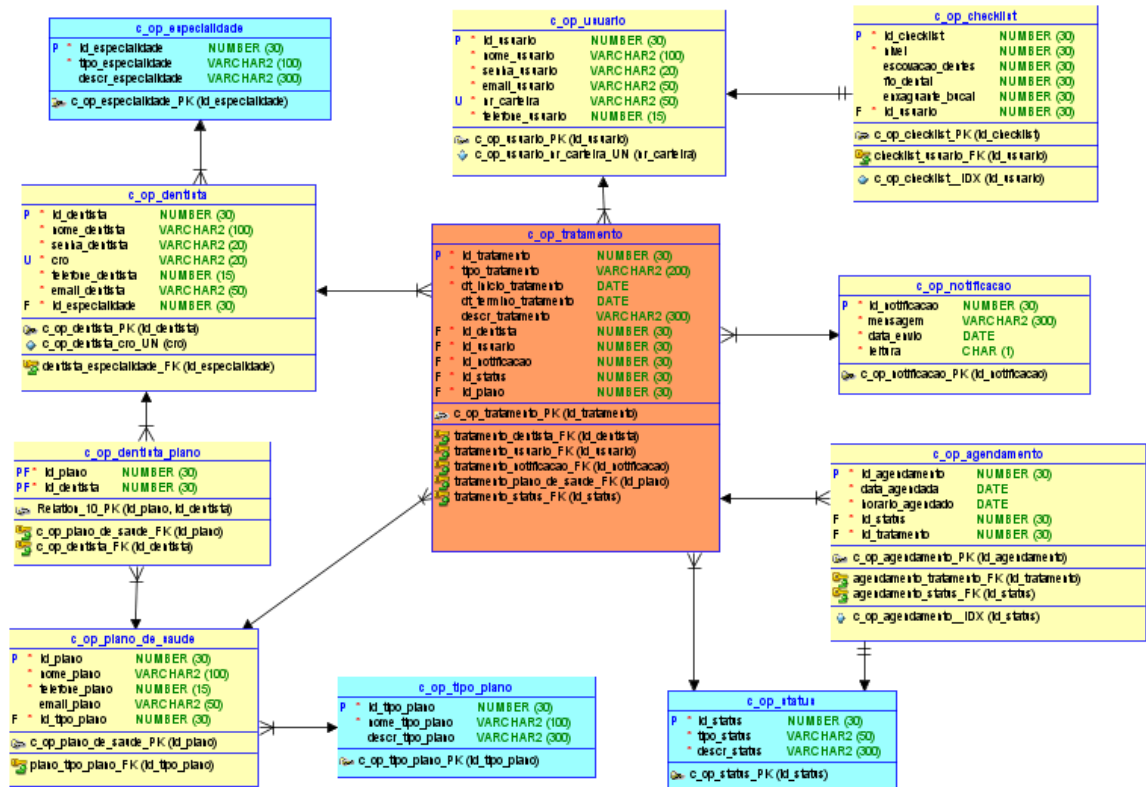 c_op_especialidade
P * id_especialidade NUMBER (30)
* tipo_especialidade VARCHAR2 (100)
descr_especialidade VARCHAR2 (300)
c_op_especialidade_PK (id_especialidade)
c_op_usuario
P * id_usuario NUMBER (30)
* nome_usuario VARCHAR2 (100)
* senha_usuario VARCHAR2 (20)
* email_usuario VARCHAR2 (50)
U * nr_carteira VARCHAR2 (50)
* telefone_usuario NUMBER (15)
c_op_usuario_PK (id_usuario)
c_op_usuario_nr_carteira_UN (nr_carteira)
c_op_checklist
P * id_checklist NUMBER (30)
* nivel NUMBER (30)
escovacao_dentes NUMBER (30)
fio_dental NUMBER (30)
enxaguante_bucal NUMBER (30)
F * id_usuario NUMBER (30)
c_op_checklist_PK (id_checklist)
checklist_usuario_FK (id_usuario)
c_op_checklist__IDX (id_usuario)
c_op_dentista
P * id_dentista NUMBER (30)
* nome_dentista VARCHAR2 (100)
* senha_dentista VARCHAR2 (20)
U * cro VARCHAR2 (20)
* telefone_dentista NUMBER (15)
* email_dentista VARCHAR2 (50)
F * id_especialidade NUMBER (30)
c_op_dentista_PK (id_dentista)
c_op_dentista_cro_UN (cro)
dentista_especialidade_FK (id_especialidade)
c_op_tratamento
P * id_tratamento NUMBER (30)
* tipo_tratamento VARCHAR2 (200)
* dt_inicio_tratamento DATE
dt_termino_tratamento DATE
descr_tratamento VARCHAR2 (300)
F * id_dentista NUMBER (30)
F * id_usuario NUMBER (30)
F * id_notificacao NUMBER (30)
F * id_status NUMBER (30)
F * id_plano NUMBER (30)
c_op_tratamento_PK (id_tratamento)
tratamento_dentista_FK (id_dentista)
tratamento_usuario_FK (id_usuario)
tratamento_notificacao_FK (id_notificacao)
tratamento_plano_de_saude_FK (id_plano)
tratamento_status_FK (id_status)
c_op_notificacao
P * id_notificacao NUMBER (30)
* mensagem VARCHAR2 (300)
* data_envio DATE
* leitura CHAR (1)
c_op_notificacao_PK (id_notificacao)
c_op_dentista_plano
PF * id_plano NUMBER (30)
PF * id_dentista NUMBER (30)
Relation_10_PK (id_plano, id_dentista)
c_op_plano_de_saude_FK (id_plano)
c_op_dentista_FK (id_dentista)
c_op_agendamento
P * id_agendamento NUMBER (30)
* data_agendada DATE
* horario_agendado DATE
F * id_status NUMBER (30)
F * id_tratamento NUMBER (30)
c_op_agendamento_PK (id_agendamento)
agendamento_tratamento_FK (id_tratamento)
agendamento_status_FK (id_status)
c_op_agendamento__IDX (id_status)
c_op_plano_de_saude
P * id_plano NUMBER (30)
* nome_plano VARCHAR2 (100)
* telefone_plano NUMBER (15)
email_plano VARCHAR2 (50)
F * id_tipo_plano NUMBER (30)
c_op_plano_de_saude_PK (id_plano)
plano_tipo_plano_FK (id_tipo_plano)
c_op_tipo_plano
P * id_tipo_plano NUMBER (30)
* nome_tipo_plano VARCHAR2 (100)
descr_tipo_plano VARCHAR2 (300)
c_op_tipo_plano_PK (id_tipo_plano)
c_op_status
P * id_status NUMBER (30)
* tipo_status VARCHAR2 (50)
* descr_status VARCHAR2 (300)
c_op_status_PK (id_status)